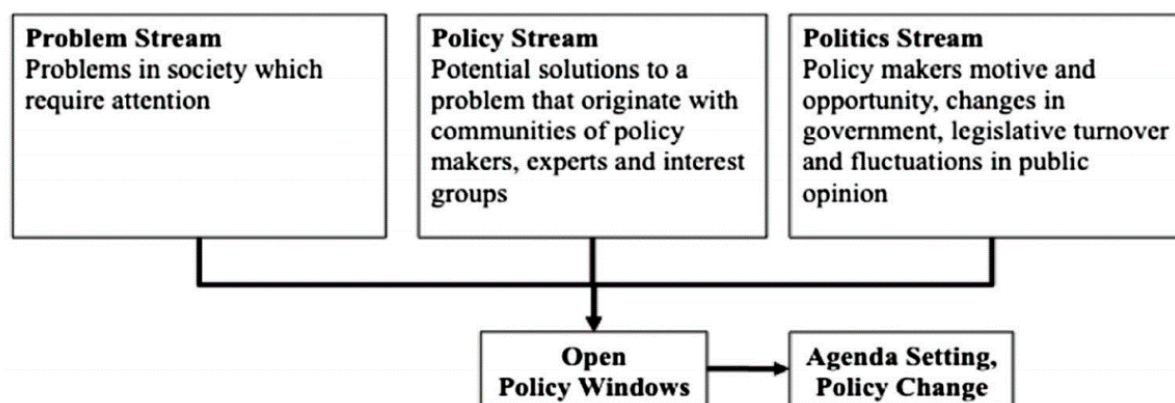 Problem Stream
Problems in society which
require attention
Policy Stream
Potential solutions to a
problem that originate with
communities of policy
makers, experts and interest
groups
Politics Stream
Policy makers motive and
opportunity, changes in
government, legislative turnover
and fluctuations in public
opinion
Open
Policy Windows
Agenda Setting,
Policy Change